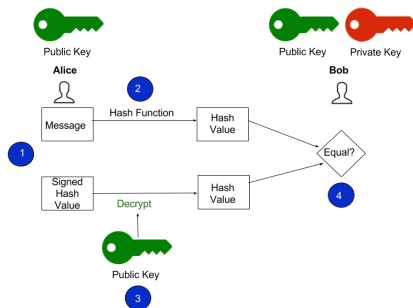 Public Key
Public Key Private Key
Alice
Bob
2
Hash Function
Message
Hash
Value
1
Equal?
Signed
Hash
Value
Decrypt
Hash
Value
4
Public Key
3